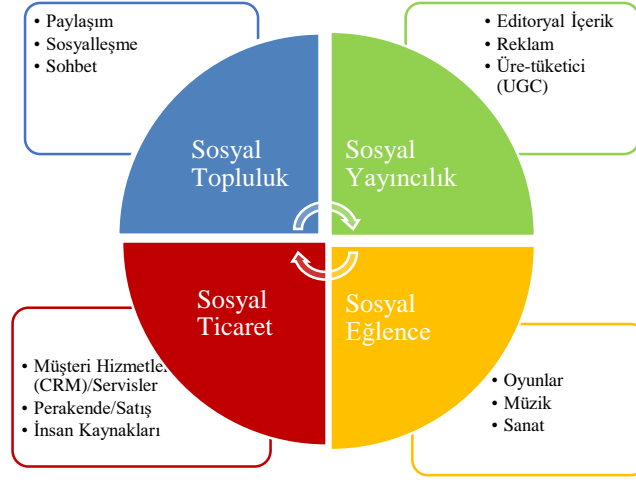 • Paylaşım
• Sosyalleşme
• Sohbet
• Editoryal İçerik
• Reklam
• Üre-tüketici
(UGC)
Sosyal
Topluluk
Sosyal
Yayıncılık
Sosyal
Ticaret
Sosyal
Eğlence
• Müşteri Hizmetle
(CRM)/Servisler
• Perakende/Satış
• İnsan Kaynakları
• Oyunlar
• Müzik
• Sanat